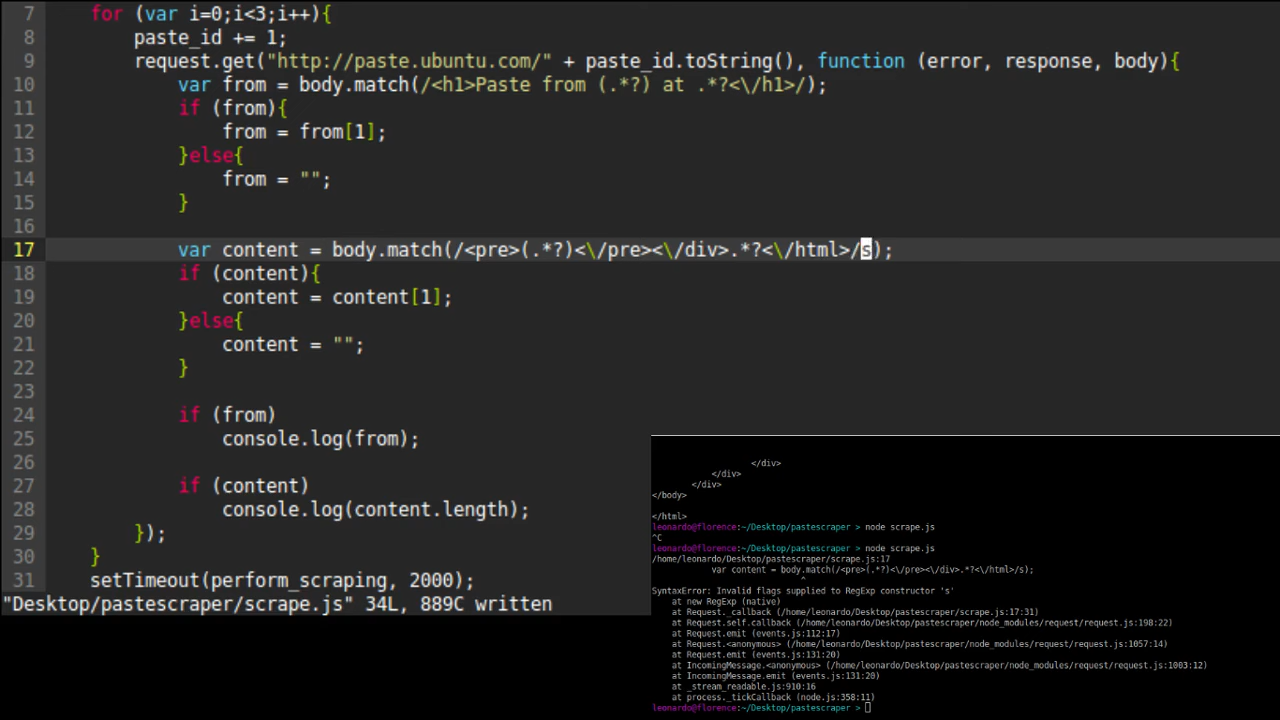 7 for (var i=0;i<3;i++){
8 paste_id += 1;
9 request.get("http://paste.ubuntu.com/" + paste_id.toString(), function (error, response, body){
10 var from = body.match(/<h1>Paste from (.*?) at .*?<\/h1>/);
11 if (from){
12 from = from[1];
13 }else{
14 from = "";
15 }
16
17 var content = body.match(/<pre>(.*?)<\/pre><\/div>.*?<\/html>/s);
18 if (content){
19 content = content[1];
20 }else{
21 content = "";
22 }
23
24 if (from)
25 console.log(from);
26
27 if (content)
28 console.log(content.length);
29 });
30 }
31 setTimeout(perform_scraping, 2000);
"Desktop/pastescraper/scrape.js" 34L, 889C written
</div>
</div>
</div>
</body>
</html>
leonardo@florence:~/Desktop/pastescraper > node scrape.js
^C
leonardo@florence:~/Desktop/pastescraper > node scrape.js
/home/leonardo/Desktop/pastescraper/scrape.js:17
var content = body.match(/<pre>(.*?)<\/pre><\/div>.*?<\/html>/s);
^
SyntaxError: Invalid flags supplied to RegExp constructor 's'
at new RegExp (native)
at Request._callback (/home/leonardo/Desktop/pastescraper/scrape.js:17:31)
at Request.self.callback (/home/leonardo/Desktop/pastescraper/node_modules/request/request.js:198:22)
at Request.emit (events.js:112:17)
at Request.<anonymous> (/home/leonardo/Desktop/pastescraper/node_modules/request/request.js:1057:14)
at Request.emit (events.js:131:20)
at IncomingMessage.<anonymous> (/home/leonardo/Desktop/pastescraper/node_modules/request/request.js:1003:12)
at IncomingMessage.emit (events.js:131:20)
at _stream_readable.js:910:16
at process._tickCallback (node.js:358:11)
leonardo@florence:~/Desktop/pastescraper >